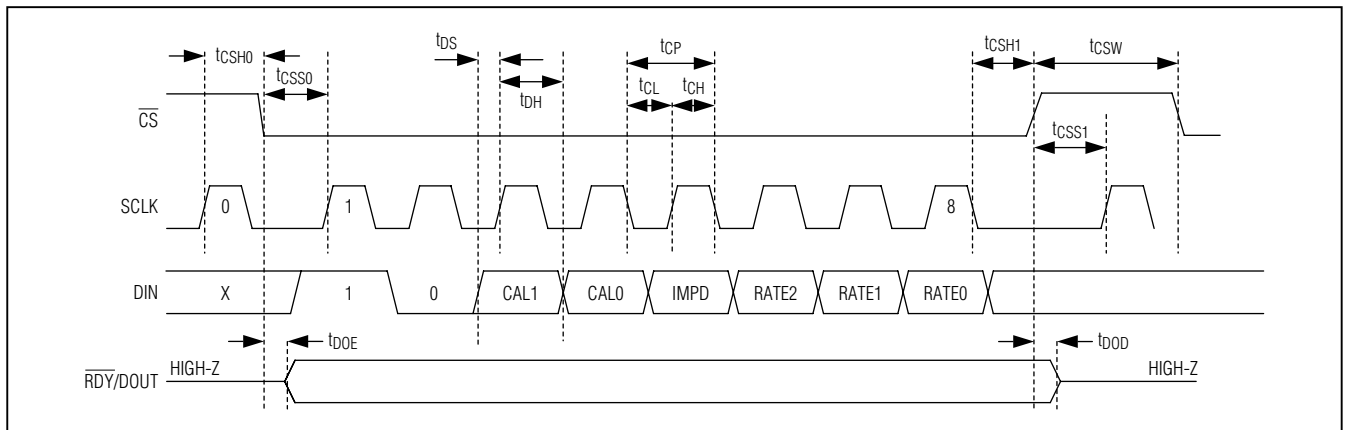 tCSH0
tDS
tCP
tCSH1
tCSW
tCSS0
tDH
tCL
tCH
CS
tCSS1
SCLK
0
1
8
DIN
X
1
0
CAL1
CAL0
IMPD
RATE2
RATE1
RATE0
tDOE
tDOD
RDY/DOUT
HIGH-Z
HIGH-Z